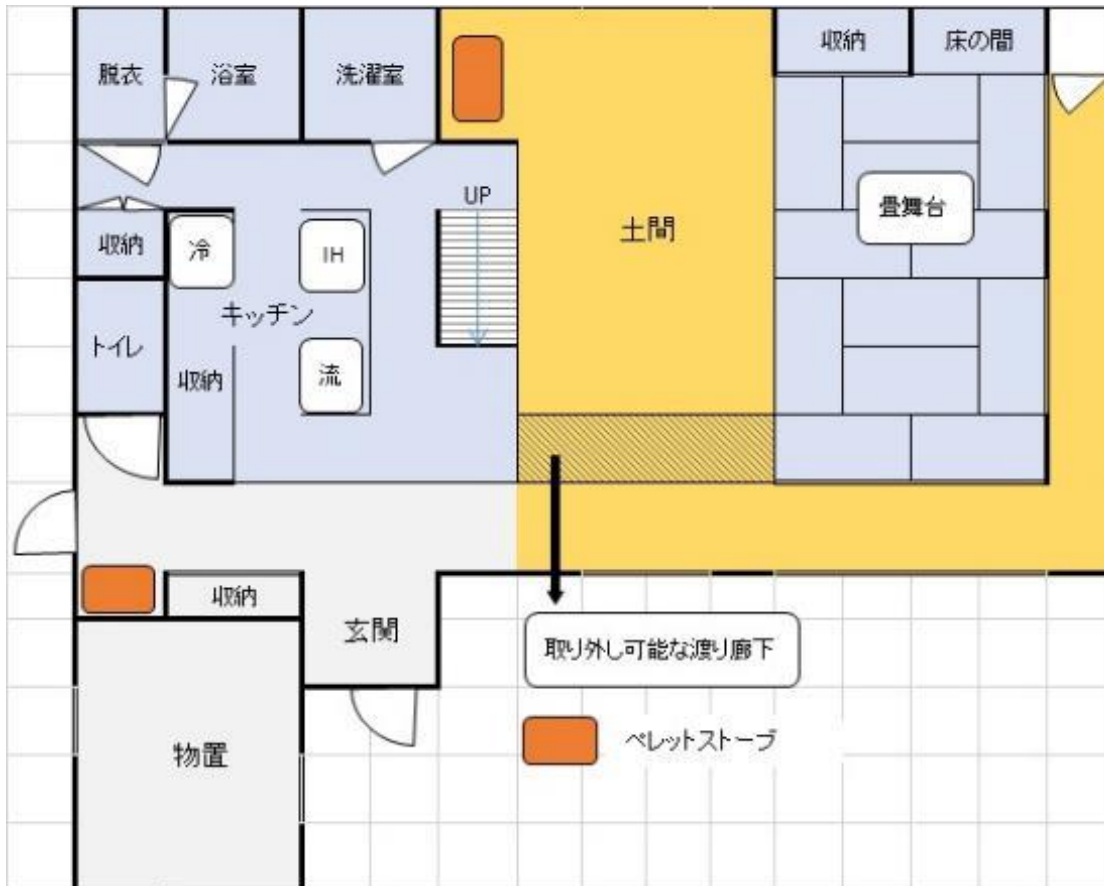 脱衣
浴室
洗濯室
収納
床の間
UP
畳舞台
土間
収納
冷
IH
キッチン
トイレ
収納
流
収納
玄関
取り外し可能な渡り廊下
ペレットストーブ
物置